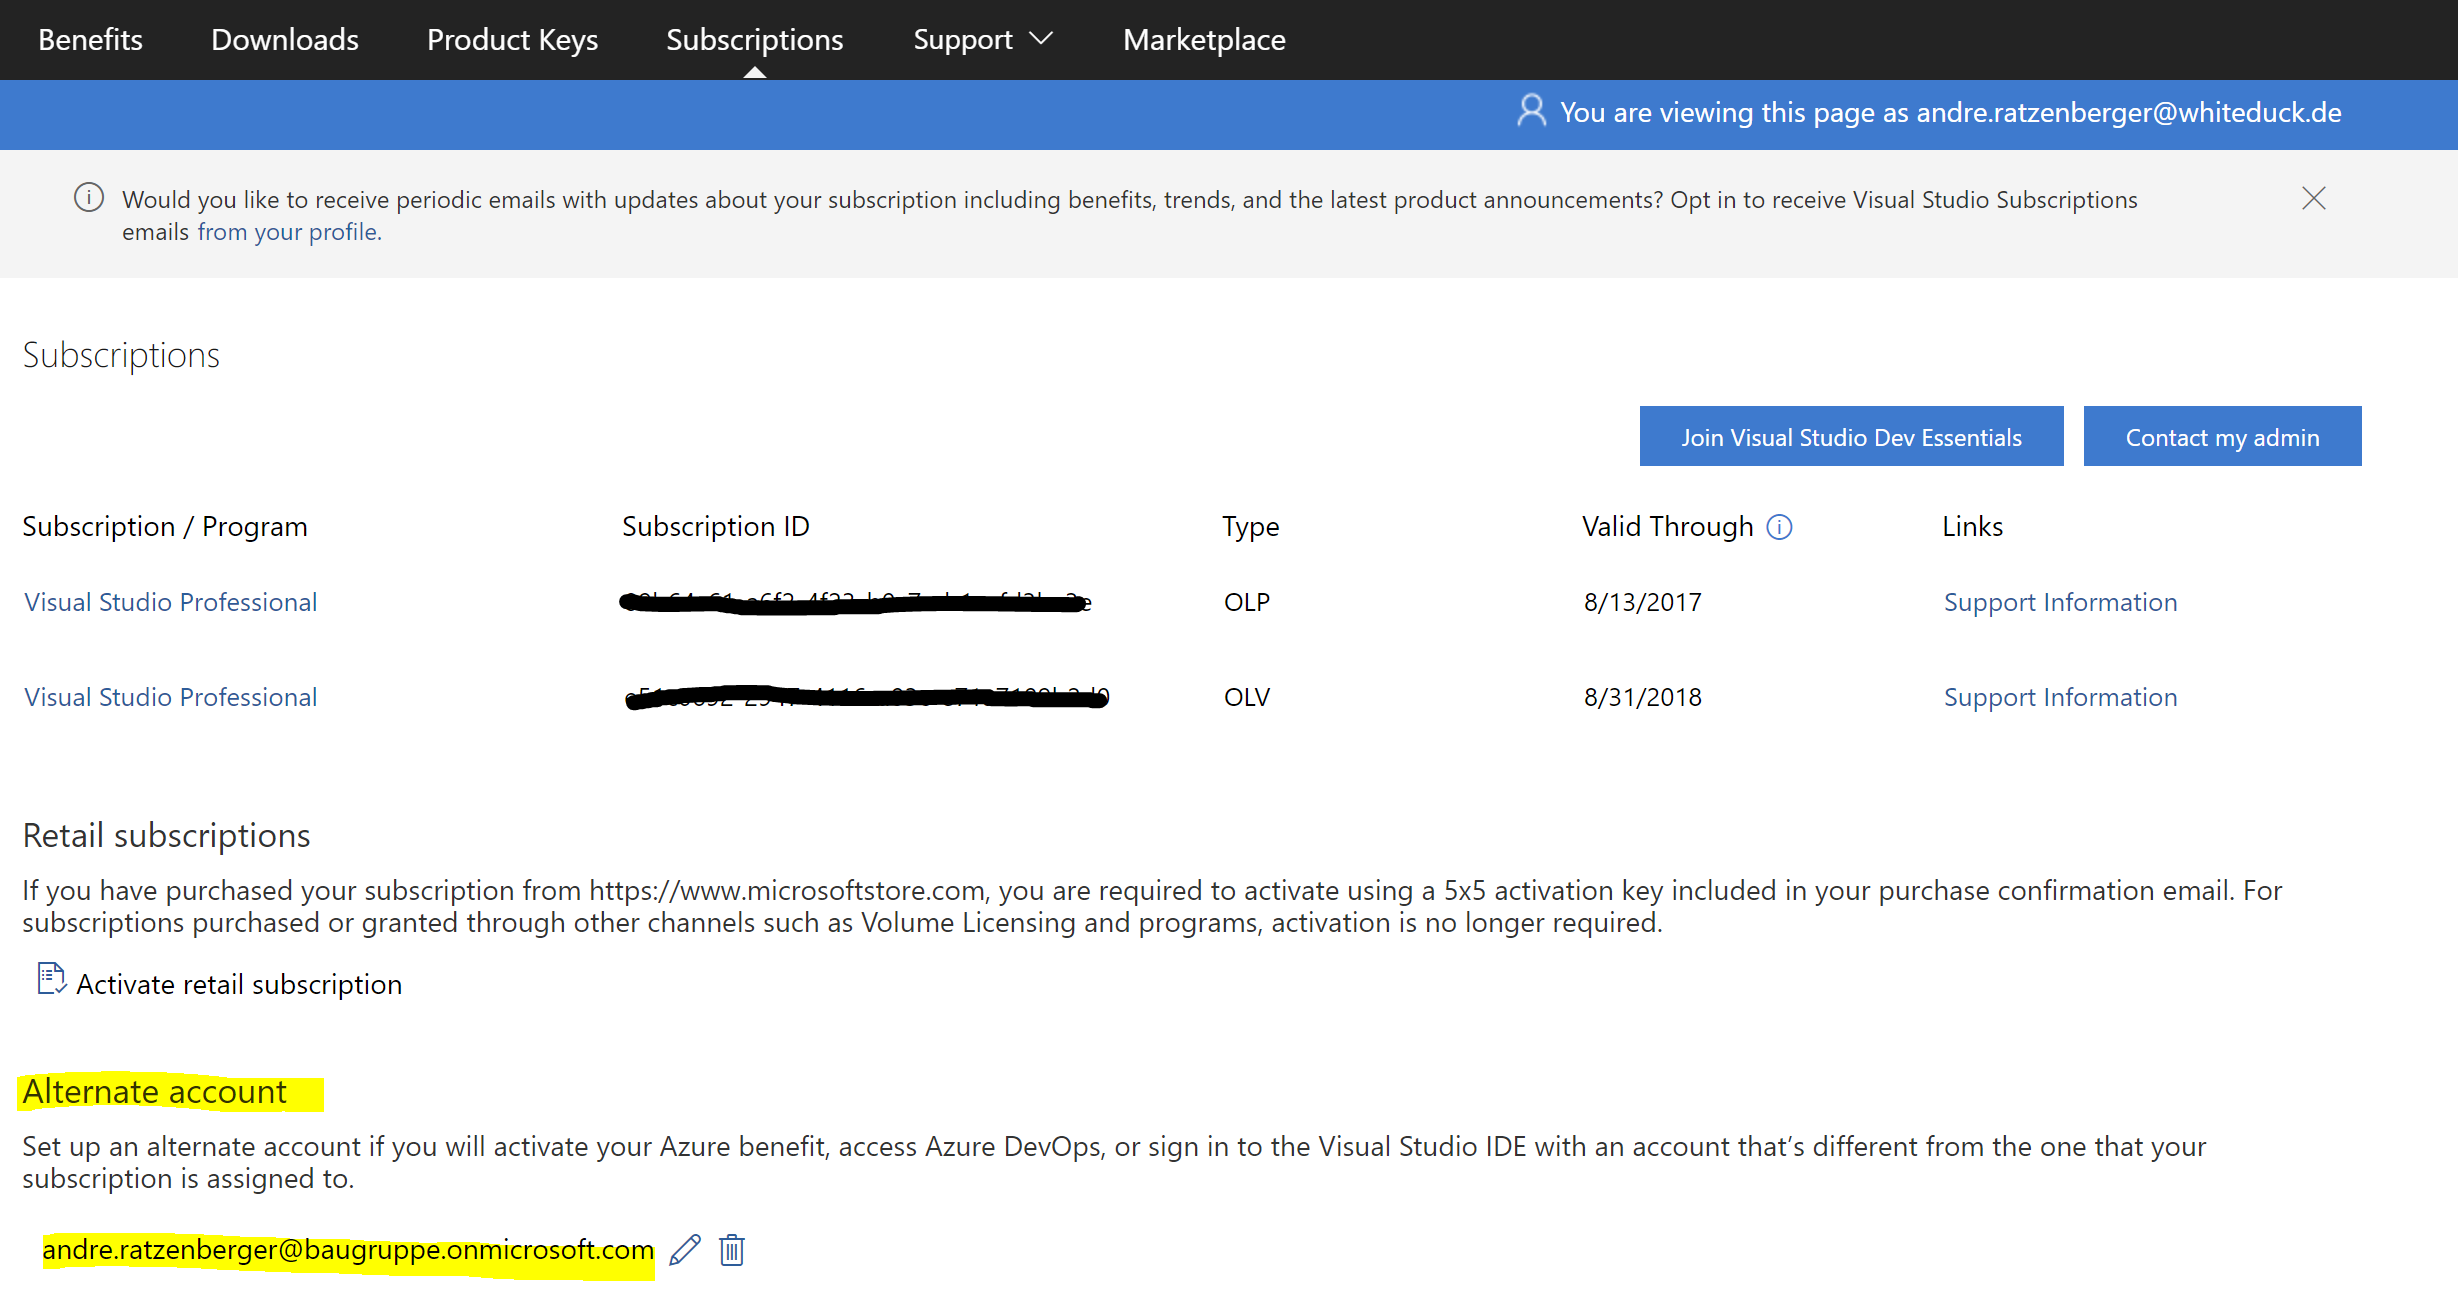 Benefits Downloads Product Keys Subscriptions Support Marketplace
You are viewing this page as andre.ratzenberger@whiteduck.de
Would you like to receive periodic emails with updates about your subscription including benefits, trends, and the latest product announcements? Opt in to receive Visual Studio Subscriptions
emails from your profile.
Subscriptions
Join Visual Studio Dev Essentials Contact my admin
Subscription / Program Subscription ID Type Valid Through Links
Visual Studio Professional OLP 8/13/2017 Support Information
Visual Studio Professional OLV 8/31/2018 Support Information
Retail subscriptions
If you have purchased your subscription from https://www.microsoftstore.com, you are required to activate using a 5x5 activation key included in your purchase confirmation email. For
subscriptions purchased or granted through other channels such as Volume Licensing and programs, activation is no longer required.
Activate retail subscription
Alternate account
Set up an alternate account if you will activate your Azure benefit, access Azure DevOps, or sign in to the Visual Studio IDE with an account that's different from the one that your
subscription is assigned to.
andre.ratzenberger@baugruppe.onmicrosoft.com